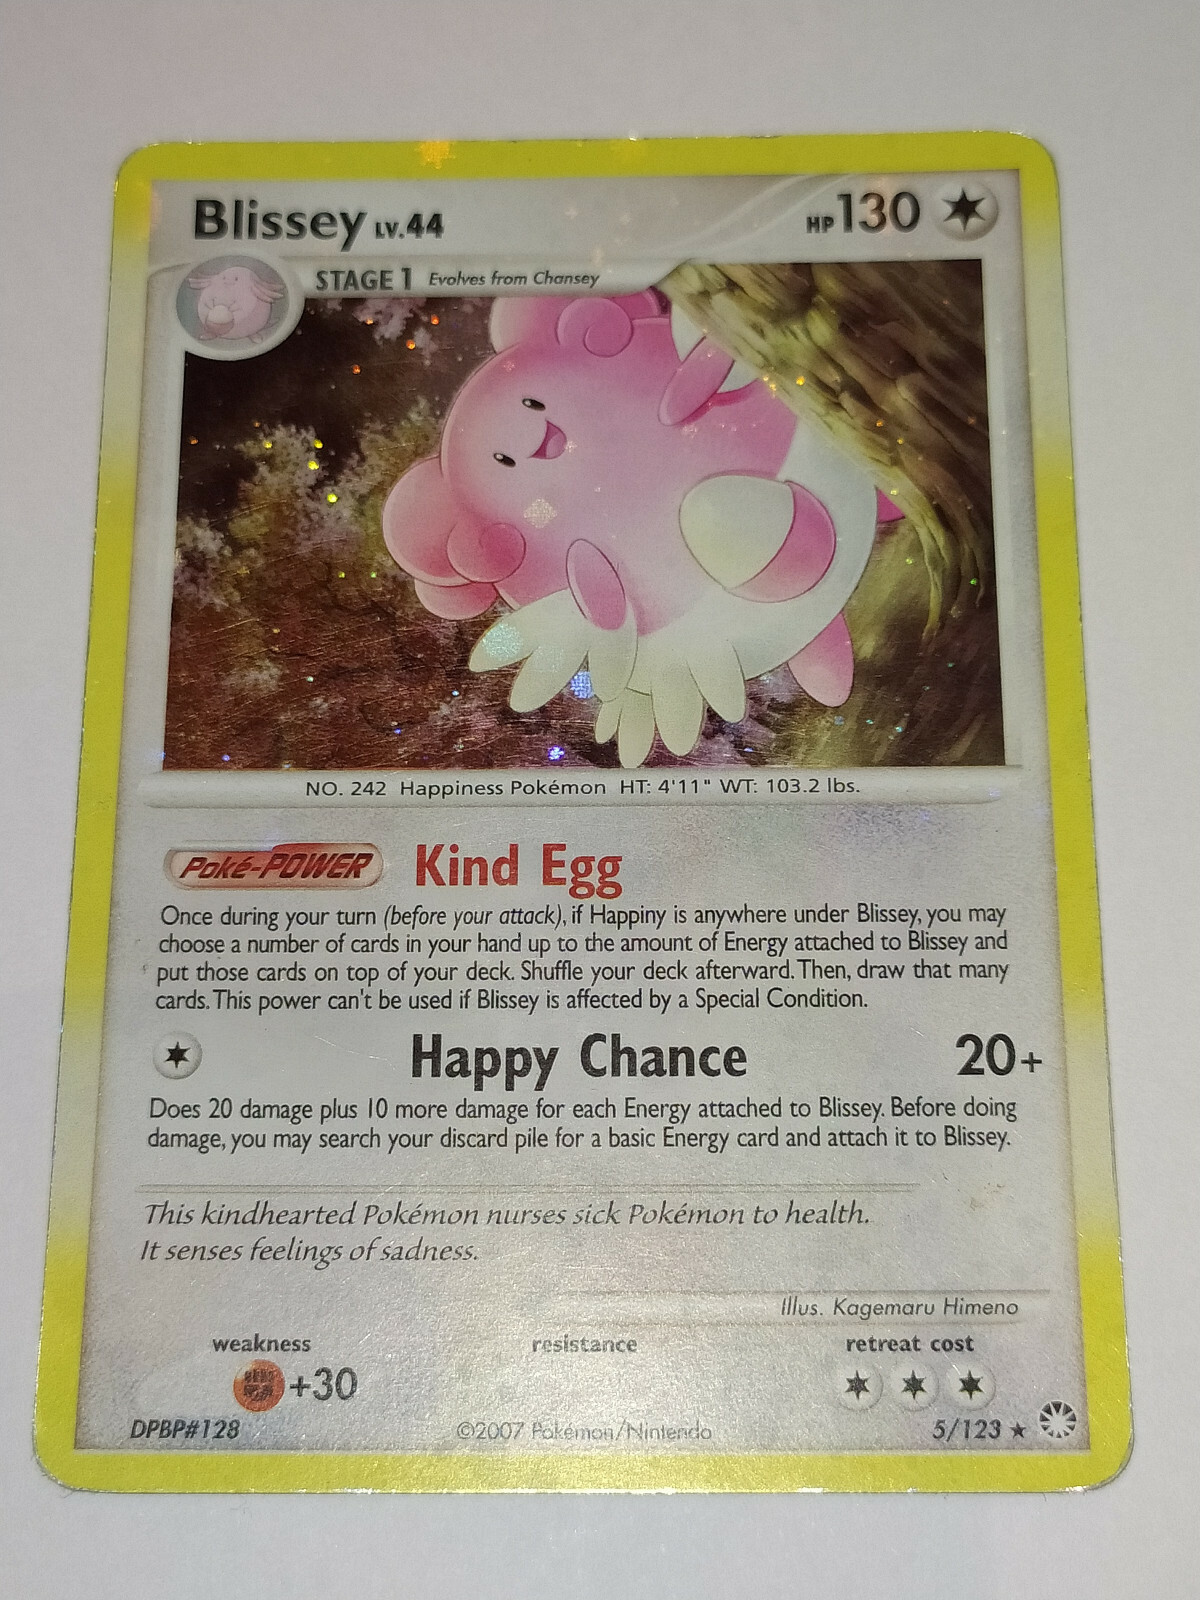 Blissey LV.44 HP 130
STAGE 1 Evolves from Chansey
NO. 242 Happiness Pokémon HT: 4'11" WT: 103.2 lbs.
Poké-POWER Kind Egg
Once during your turn (before your attack), if Happiny is anywhere under Blissey, you may
choose a number of cards in your hand up to the amount of Energy attached to Blissey and
put those cards on top of your deck. Shuffle your deck afterward. Then, draw that many
cards. This power can't be used if Blissey is affected by a Special Condition.
Happy Chance 20+
Does 20 damage plus 10 more damage for each Energy attached to Blissey. Before doing
damage, you may search your discard pile for a basic Energy card and attach it to Blissey.
This kindhearted Pokémon nurses sick Pokémon to health.
It senses feelings of sadness.
Illus. Kagemaru Himeno
weakness resistance retreat cost
+30
DPBP#128 ©2007 Pokémon/Nintendo 5/123 ★